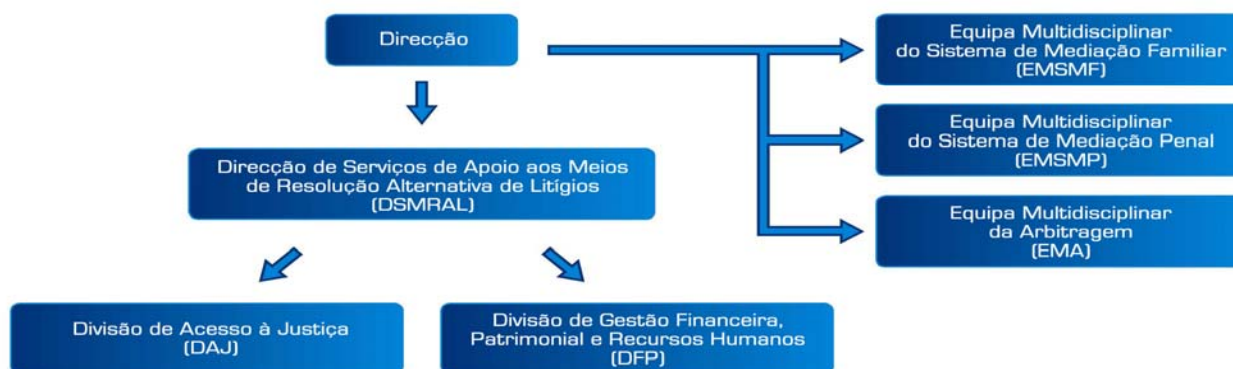 Direcção
Equipa Multidisciplinar
do Sistema de Mediação Familiar
(EMSMF)
Equipa Multidisciplinar
do Sistema de Mediação Penal
(EMSMP)
Direcção de Serviços de Apoio aos Meios
de Resolução Alternativa de Litígios
(DSMRAL)
Equipa Multidisciplinar
da Arbitragem
(EMA)
Divisão de Acesso à Justiça
(DAJ)
Divisão de Gestão Financeira,
Patrimonial e Recursos Humanos
(DFP)